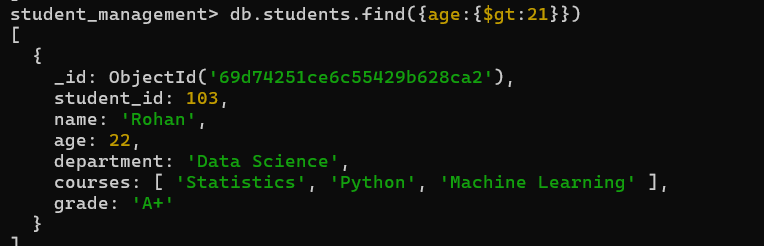 student_management> db.students.find({age:{$gt:21}})
[
  {
    _id: ObjectId('69d74251ce6c55429b628ca2'),
    student_id: 103,
    name: 'Rohan',
    age: 22,
    department: 'Data Science',
    courses: [ 'Statistics', 'Python', 'Machine Learning' ],
    grade: 'A+'
  }
]